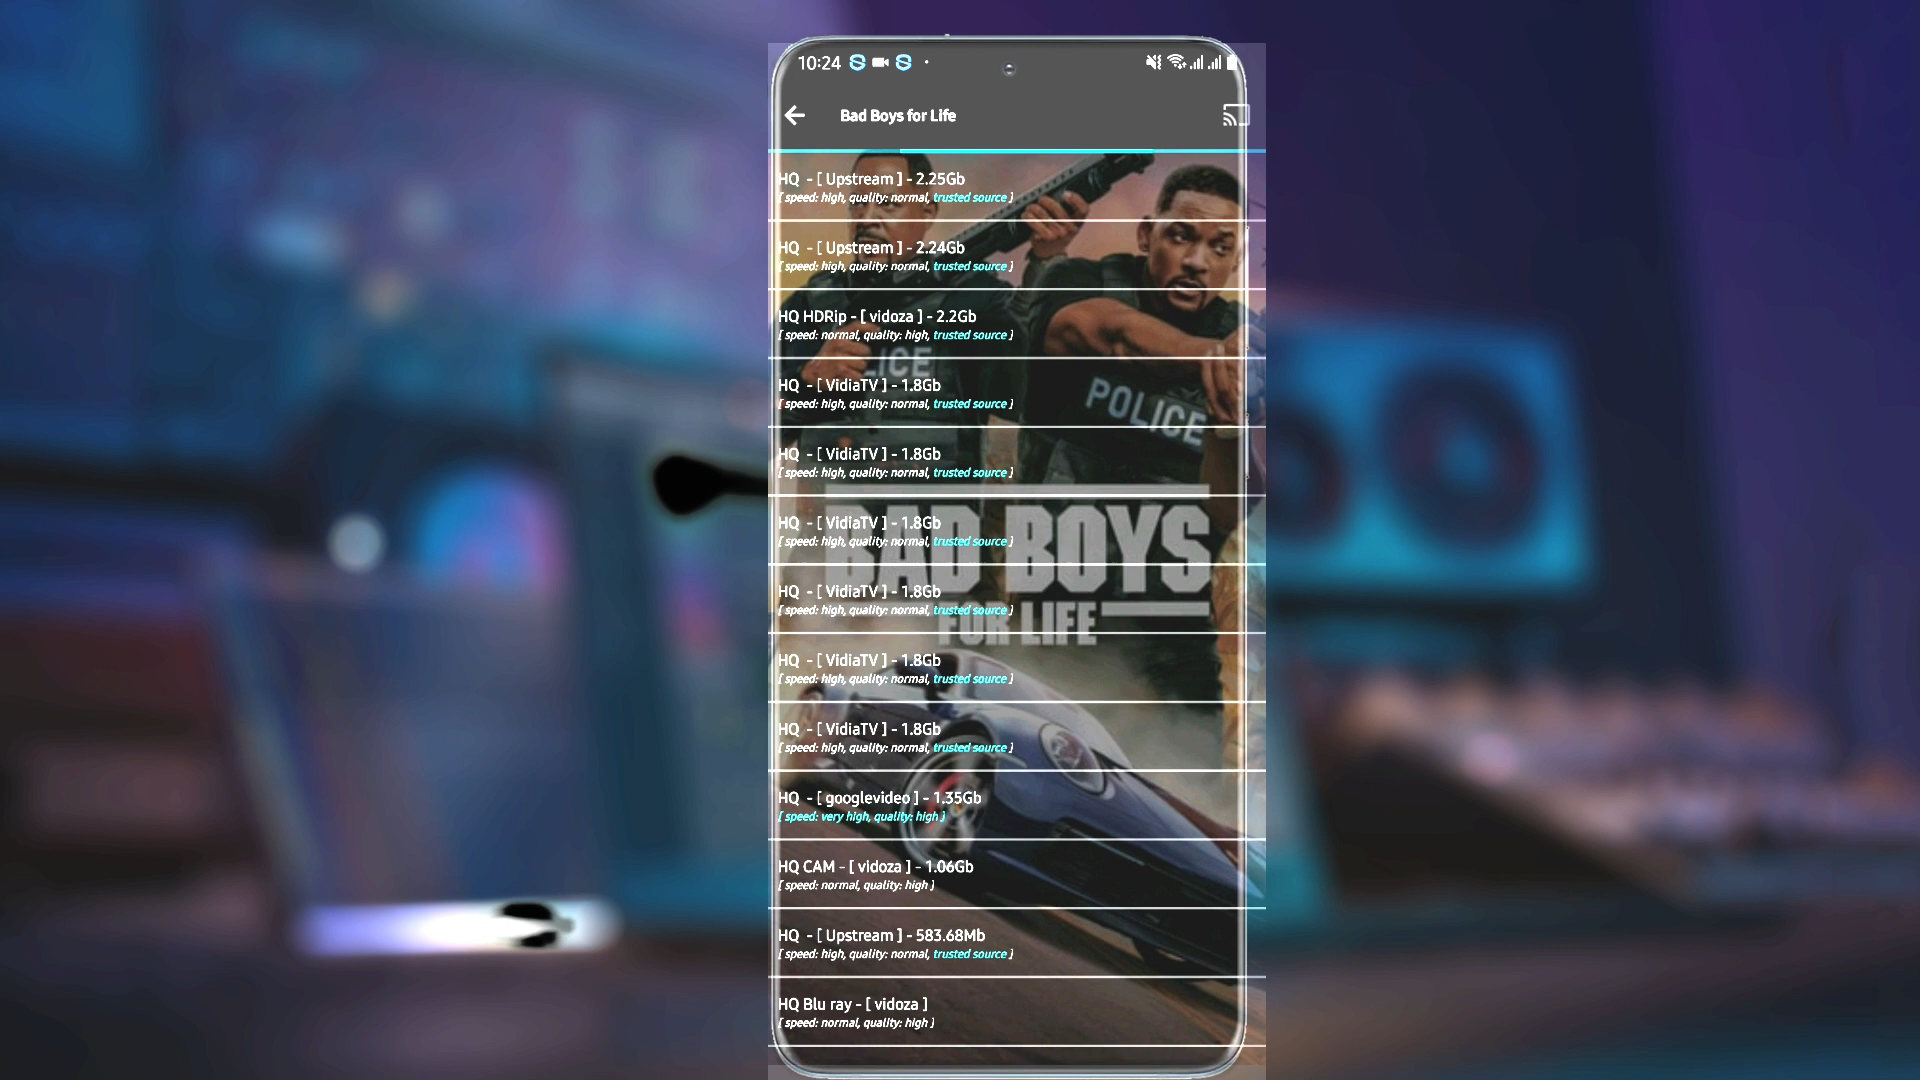 10:24
Bad Boys for Life
HQ - [ Upstream ] - 2.25Gb
[ speed: high, quality: normal, trusted source ]
HQ - [ Upstream ] - 2.24Gb
[ speed: high, quality: normal, trusted source ]
HQ HDRip - [ vidoza ] - 2.2Gb
[ speed: normal, quality: high, trusted source ]
LICE
HQ - [ VidiaTV ] - 1.8Gb
[ speed: high, quality: normal, trusted source ]
POLICE
HQ - [ VidiaTV ] - 1.8Gb
[ speed: high, quality: normal, trusted source ]
HQ - [ VidiaTV ] - 1.8Gb
[ speed: high, quality: normal, trusted source ]
BAD BOYS
HQ - [ VidiaTV ] - 1.8Gb
[ speed: high, quality: normal, trusted source ]
FOR LIFE
HQ - [ VidiaTV ] - 1.8Gb
[ speed: high, quality: normal, trusted source ]
HQ - [ VidiaTV ] - 1.8Gb
[ speed: high, quality: normal, trusted source ]
HQ - [ googlevideo ] - 1.35Gb
[ speed: very high, quality: high ]
HQ CAM - [ vidoza ] - 1.06Gb
[ speed: normal, quality: high ]
HQ - [ Upstream ] - 583.68Mb
[ speed: high, quality: normal, trusted source ]
HQ Blu ray - [ vidoza ]
[ speed: normal, quality: high ]